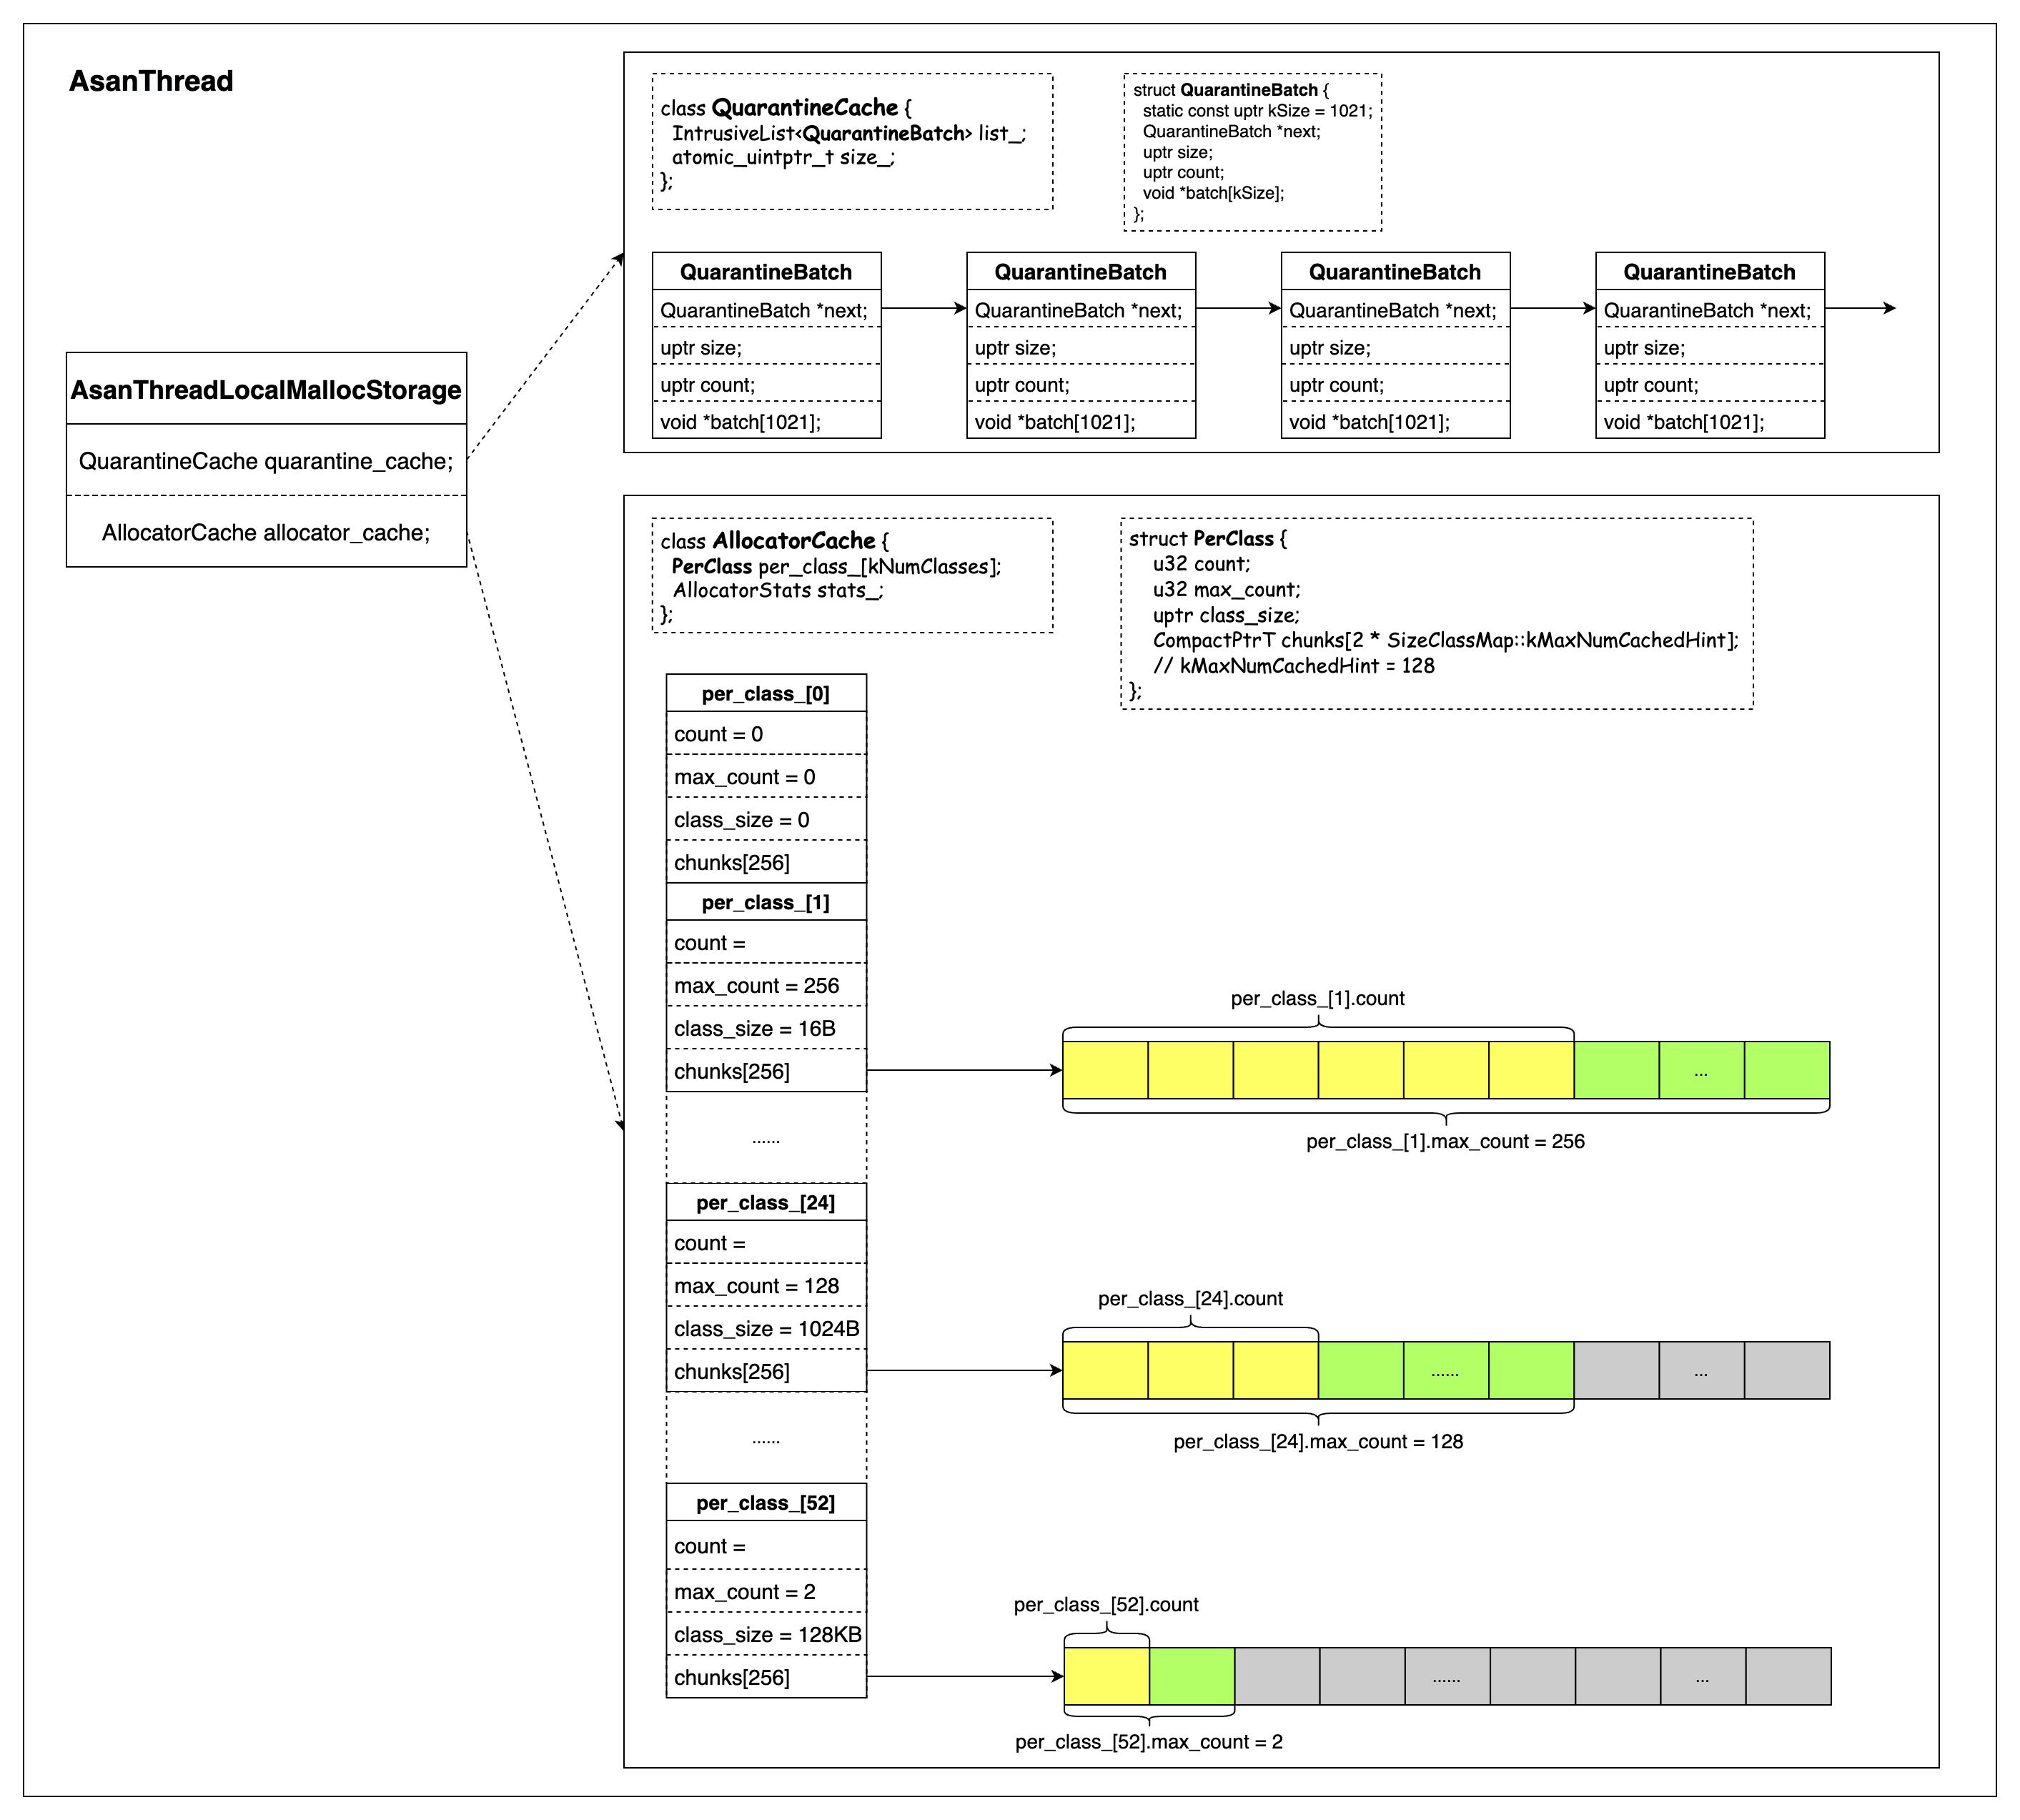 AsanThread
AsanThreadLocalMallocStorage
QuarantineCache quarantine_cache;
AllocatorCache allocator_cache;
class QuarantineCache {
IntrusiveList<QuarantineBatch> list_;
atomic_uintptr_t size_;
};
struct QuarantineBatch {
static const uptr kSize = 1021;
QuarantineBatch *next;
uptr size;
uptr count;
void *batch[kSize];
};
QuarantineBatch
QuarantineBatch *next;
uptr size;
uptr count;
void *batch[1021];
QuarantineBatch
QuarantineBatch *next;
uptr size;
uptr count;
void *batch[1021];
QuarantineBatch
QuarantineBatch *next;
uptr size;
uptr count;
void *batch[1021];
QuarantineBatch
QuarantineBatch *next;
uptr size;
uptr count;
void *batch[1021];
class AllocatorCache {
PerClass per_class_[kNumClasses];
AllocatorStats stats_;
};
struct PerClass {
u32 count;
u32 max_count;
uptr class_size;
CompactPtrT chunks[2 * SizeClassMap::kMaxNumCachedHint];
// kMaxNumCachedHint = 128
};
per_class_[0]
count = 0
max_count = 0
class_size = 0
chunks[256]
per_class_[1]
count =
max_count = 256
class_size = 16B
chunks[256]
per_class_[1].count
...
per_class_[1].max_count = 256
......
per_class_[24]
count =
max_count = 128
class_size = 1024B
chunks[256]
per_class_[24].count
......
...
per_class_[24].max_count = 128
......
per_class_[52]
count =
max_count = 2
class_size = 128KB
chunks[256]
per_class_[52].count
......
...
per_class_[52].max_count = 2